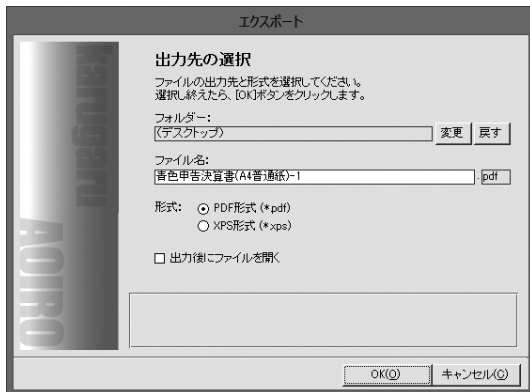 エクスポート
karugaru
AOIRO
出力先の選択
ファイルの出力先と形式を選択してください。
選択し終えたら、[OK]ボタンをクリックします。
フォルダー:
(デスクトップ)
変更
戻す
ファイル名:
青色申告決算書(A4普通紙)-1
.pdf
形式:
PDF形式 (*pdf)
XPS形式 (*xps)
出力後にファイルを開く
OK(O)
キャンセル(C)